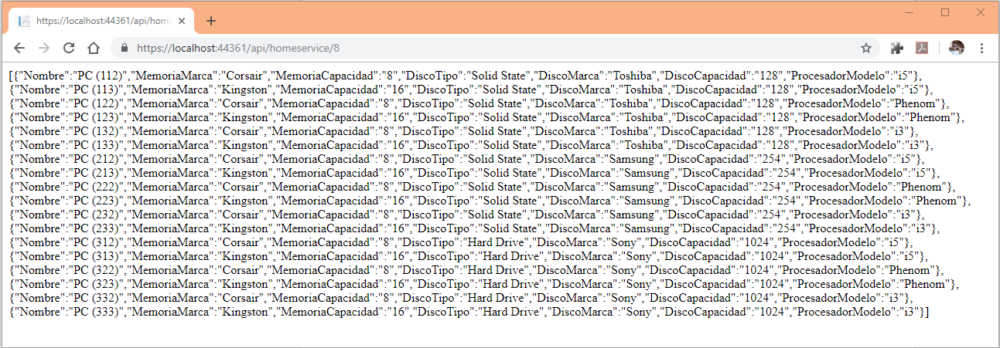 https://localhost:44361/api/home
https://localhost:44361/api/homeservice/8
[{"Nombre":"PC (112)","MemoriaMarca":"Corsair","MemoriaCapacidad":"8","DiscoTipo":"Solid State","DiscoMarca":"Toshiba","DiscoCapacidad":"128","ProcesadorModelo":"i5"},
{"Nombre":"PC (113)","MemoriaMarca":"Kingston","MemoriaCapacidad":"16","DiscoTipo":"Solid State","DiscoMarca":"Toshiba","DiscoCapacidad":"128","ProcesadorModelo":"i5"},
{"Nombre":"PC (122)","MemoriaMarca":"Corsair","MemoriaCapacidad":"8","DiscoTipo":"Solid State","DiscoMarca":"Toshiba","DiscoCapacidad":"128","ProcesadorModelo":"Phenom"},
{"Nombre":"PC (123)","MemoriaMarca":"Kingston","MemoriaCapacidad":"16","DiscoTipo":"Solid State","DiscoMarca":"Toshiba","DiscoCapacidad":"128","ProcesadorModelo":"Phenom"},
{"Nombre":"PC (132)","MemoriaMarca":"Corsair","MemoriaCapacidad":"8","DiscoTipo":"Solid State","DiscoMarca":"Toshiba","DiscoCapacidad":"128","ProcesadorModelo":"i3"},
{"Nombre":"PC (133)","MemoriaMarca":"Kingston","MemoriaCapacidad":"16","DiscoTipo":"Solid State","DiscoMarca":"Toshiba","DiscoCapacidad":"128","ProcesadorModelo":"i3"},
{"Nombre":"PC (212)","MemoriaMarca":"Corsair","MemoriaCapacidad":"8","DiscoTipo":"Solid State","DiscoMarca":"Samsung","DiscoCapacidad":"254","ProcesadorModelo":"i5"},
{"Nombre":"PC (213)","MemoriaMarca":"Kingston","MemoriaCapacidad":"16","DiscoTipo":"Solid State","DiscoMarca":"Samsung","DiscoCapacidad":"254","ProcesadorModelo":"i5"},
{"Nombre":"PC (222)","MemoriaMarca":"Corsair","MemoriaCapacidad":"8","DiscoTipo":"Solid State","DiscoMarca":"Samsung","DiscoCapacidad":"254","ProcesadorModelo":"Phenom"},
{"Nombre":"PC (223)","MemoriaMarca":"Kingston","MemoriaCapacidad":"16","DiscoTipo":"Solid State","DiscoMarca":"Samsung","DiscoCapacidad":"254","ProcesadorModelo":"Phenom"},
{"Nombre":"PC (232)","MemoriaMarca":"Corsair","MemoriaCapacidad":"8","DiscoTipo":"Solid State","DiscoMarca":"Samsung","DiscoCapacidad":"254","ProcesadorModelo":"i3"},
{"Nombre":"PC (233)","MemoriaMarca":"Kingston","MemoriaCapacidad":"16","DiscoTipo":"Solid State","DiscoMarca":"Samsung","DiscoCapacidad":"254","ProcesadorModelo":"i3"},
{"Nombre":"PC (312)","MemoriaMarca":"Corsair","MemoriaCapacidad":"8","DiscoTipo":"Hard Drive","DiscoMarca":"Sony","DiscoCapacidad":"1024","ProcesadorModelo":"i5"},
{"Nombre":"PC (313)","MemoriaMarca":"Kingston","MemoriaCapacidad":"16","DiscoTipo":"Hard Drive","DiscoMarca":"Sony","DiscoCapacidad":"1024","ProcesadorModelo":"i5"},
{"Nombre":"PC (322)","MemoriaMarca":"Corsair","MemoriaCapacidad":"8","DiscoTipo":"Hard Drive","DiscoMarca":"Sony","DiscoCapacidad":"1024","ProcesadorModelo":"Phenom"},
{"Nombre":"PC (323)","MemoriaMarca":"Kingston","MemoriaCapacidad":"16","DiscoTipo":"Hard Drive","DiscoMarca":"Sony","DiscoCapacidad":"1024","ProcesadorModelo":"Phenom"},
{"Nombre":"PC (332)","MemoriaMarca":"Corsair","MemoriaCapacidad":"8","DiscoTipo":"Hard Drive","DiscoMarca":"Sony","DiscoCapacidad":"1024","ProcesadorModelo":"i3"},
{"Nombre":"PC (333)","MemoriaMarca":"Kingston","MemoriaCapacidad":"16","DiscoTipo":"Hard Drive","DiscoMarca":"Sony","DiscoCapacidad":"1024","ProcesadorModelo":"i3"}]